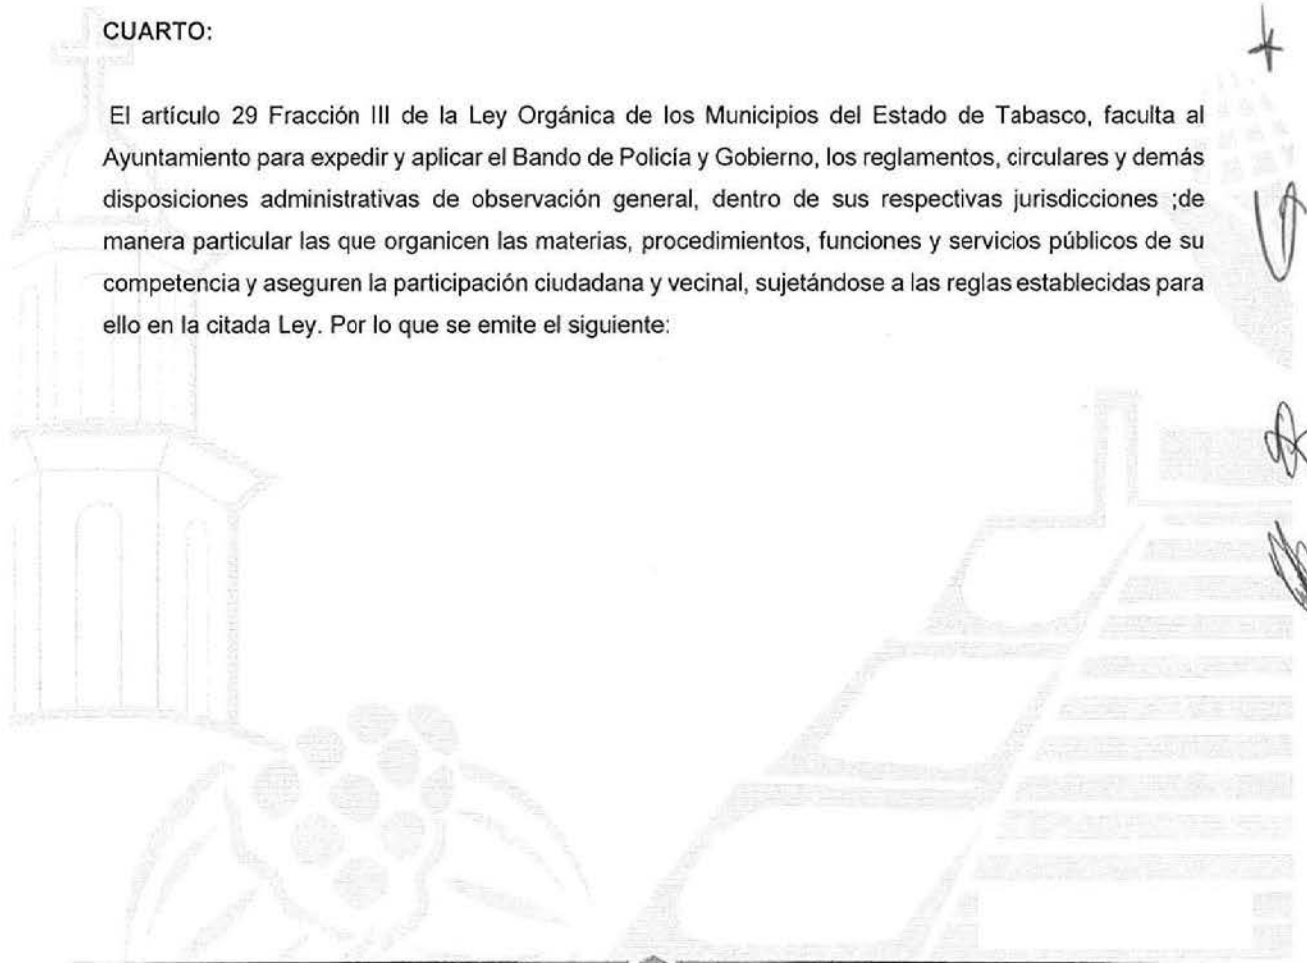 CUARTO:
El artículo 29 Fracción III de la Ley Orgánica de los Municipios del Estado de Tabasco, faculta al
Ayuntamiento para expedir y aplicar el Bando de Policía y Gobierno, los reglamentos, circulares y demás
disposiciones administrativas de observación general, dentro de sus respectivas jurisdicciones ;de
manera particular las que organicen las materias, procedimientos, funciones y servicios públicos de su
competencia y aseguren la participación ciudadana y vecinal, sujetándose a las reglas establecidas para
ello en la citada Ley. Por lo que se emite el siguiente: